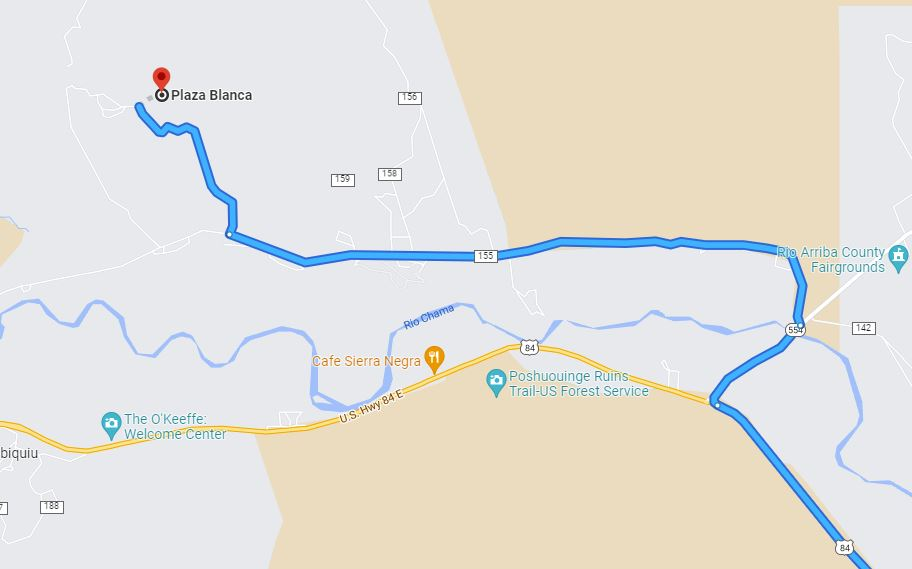 Plaza Blanca
156
158
159
155
Rio Arriba County
Fairgrounds
554
142
Rio Chama
84
Cafe Sierra Negra
Poshuouinge Ruins
Trail-US Forest Service
U.S. Hwy 84 E
The O'Keeffe:
Welcome Center
biquiu
188
7
84